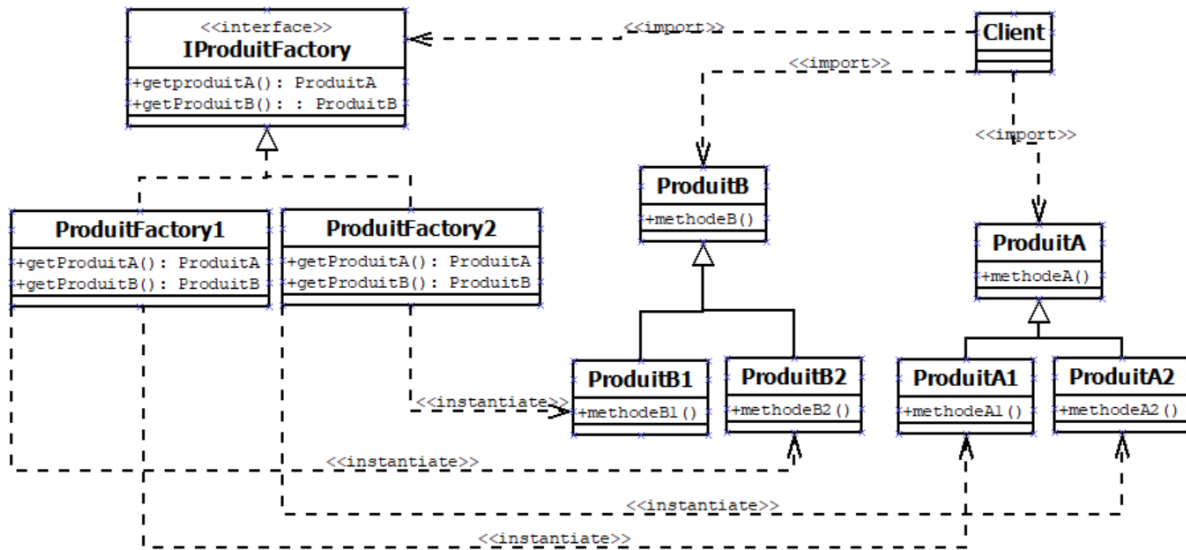 <<interface>>
IProduitFactory
+getproduitA(): ProduitA
+getProduitB(): : ProduitB
<<import>>
Client
<<import>>
<<import>>
ProduitB
+methodeB()
ProduitFactory1
+getProduitA(): ProduitA
+getProduitB(): ProduitB
ProduitFactory2
+getProduitA(): ProduitA
+getProduitB(): ProduitB
ProduitA
+methodeA()
ProduitB1
+methodeB1()
ProduitB2
+methodeB2()
ProduitA1
+methodeA1()
ProduitA2
+methodeA2()
<<instantiate>>
<<instantiate>>
<<instantiate>>
<<instantiate>>